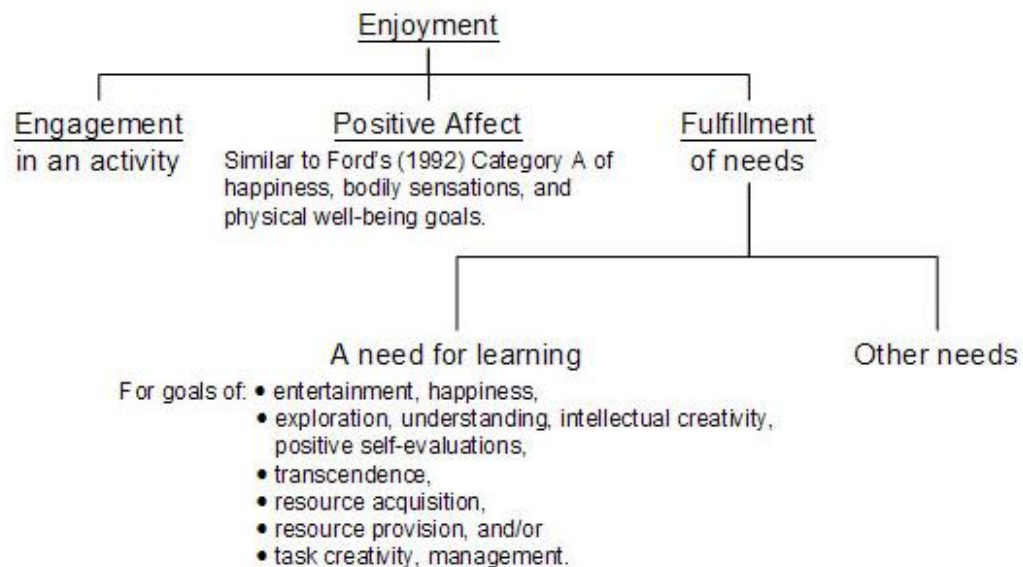 Enjoyment
Engagement
in an activity
Positive Affect
Similar to Ford's (1992) Category A of
happiness, bodily sensations, and
physical well-being goals.
Fulfillment
of needs
A need for learning
For goals of: • entertainment, happiness,
• exploration, understanding, intellectual creativity,
positive self-evaluations,
• transcendence,
• resource acquisition,
• resource provision, and/or
• task creativity, management.
Other needs